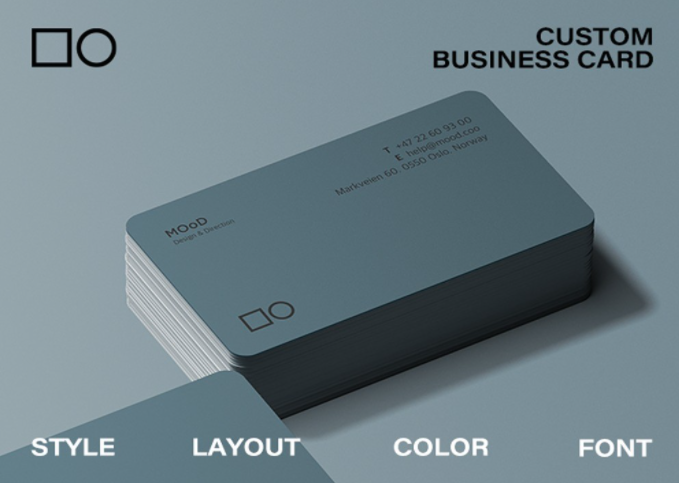 CUSTOM
BUSINESS CARD
T +47 22 60 93 00
E help@mood.coo
Markveien 60. 0550 Oslo. Norway
MOoD
Design & Direction
STYLE LAYOUT COLOR FONT